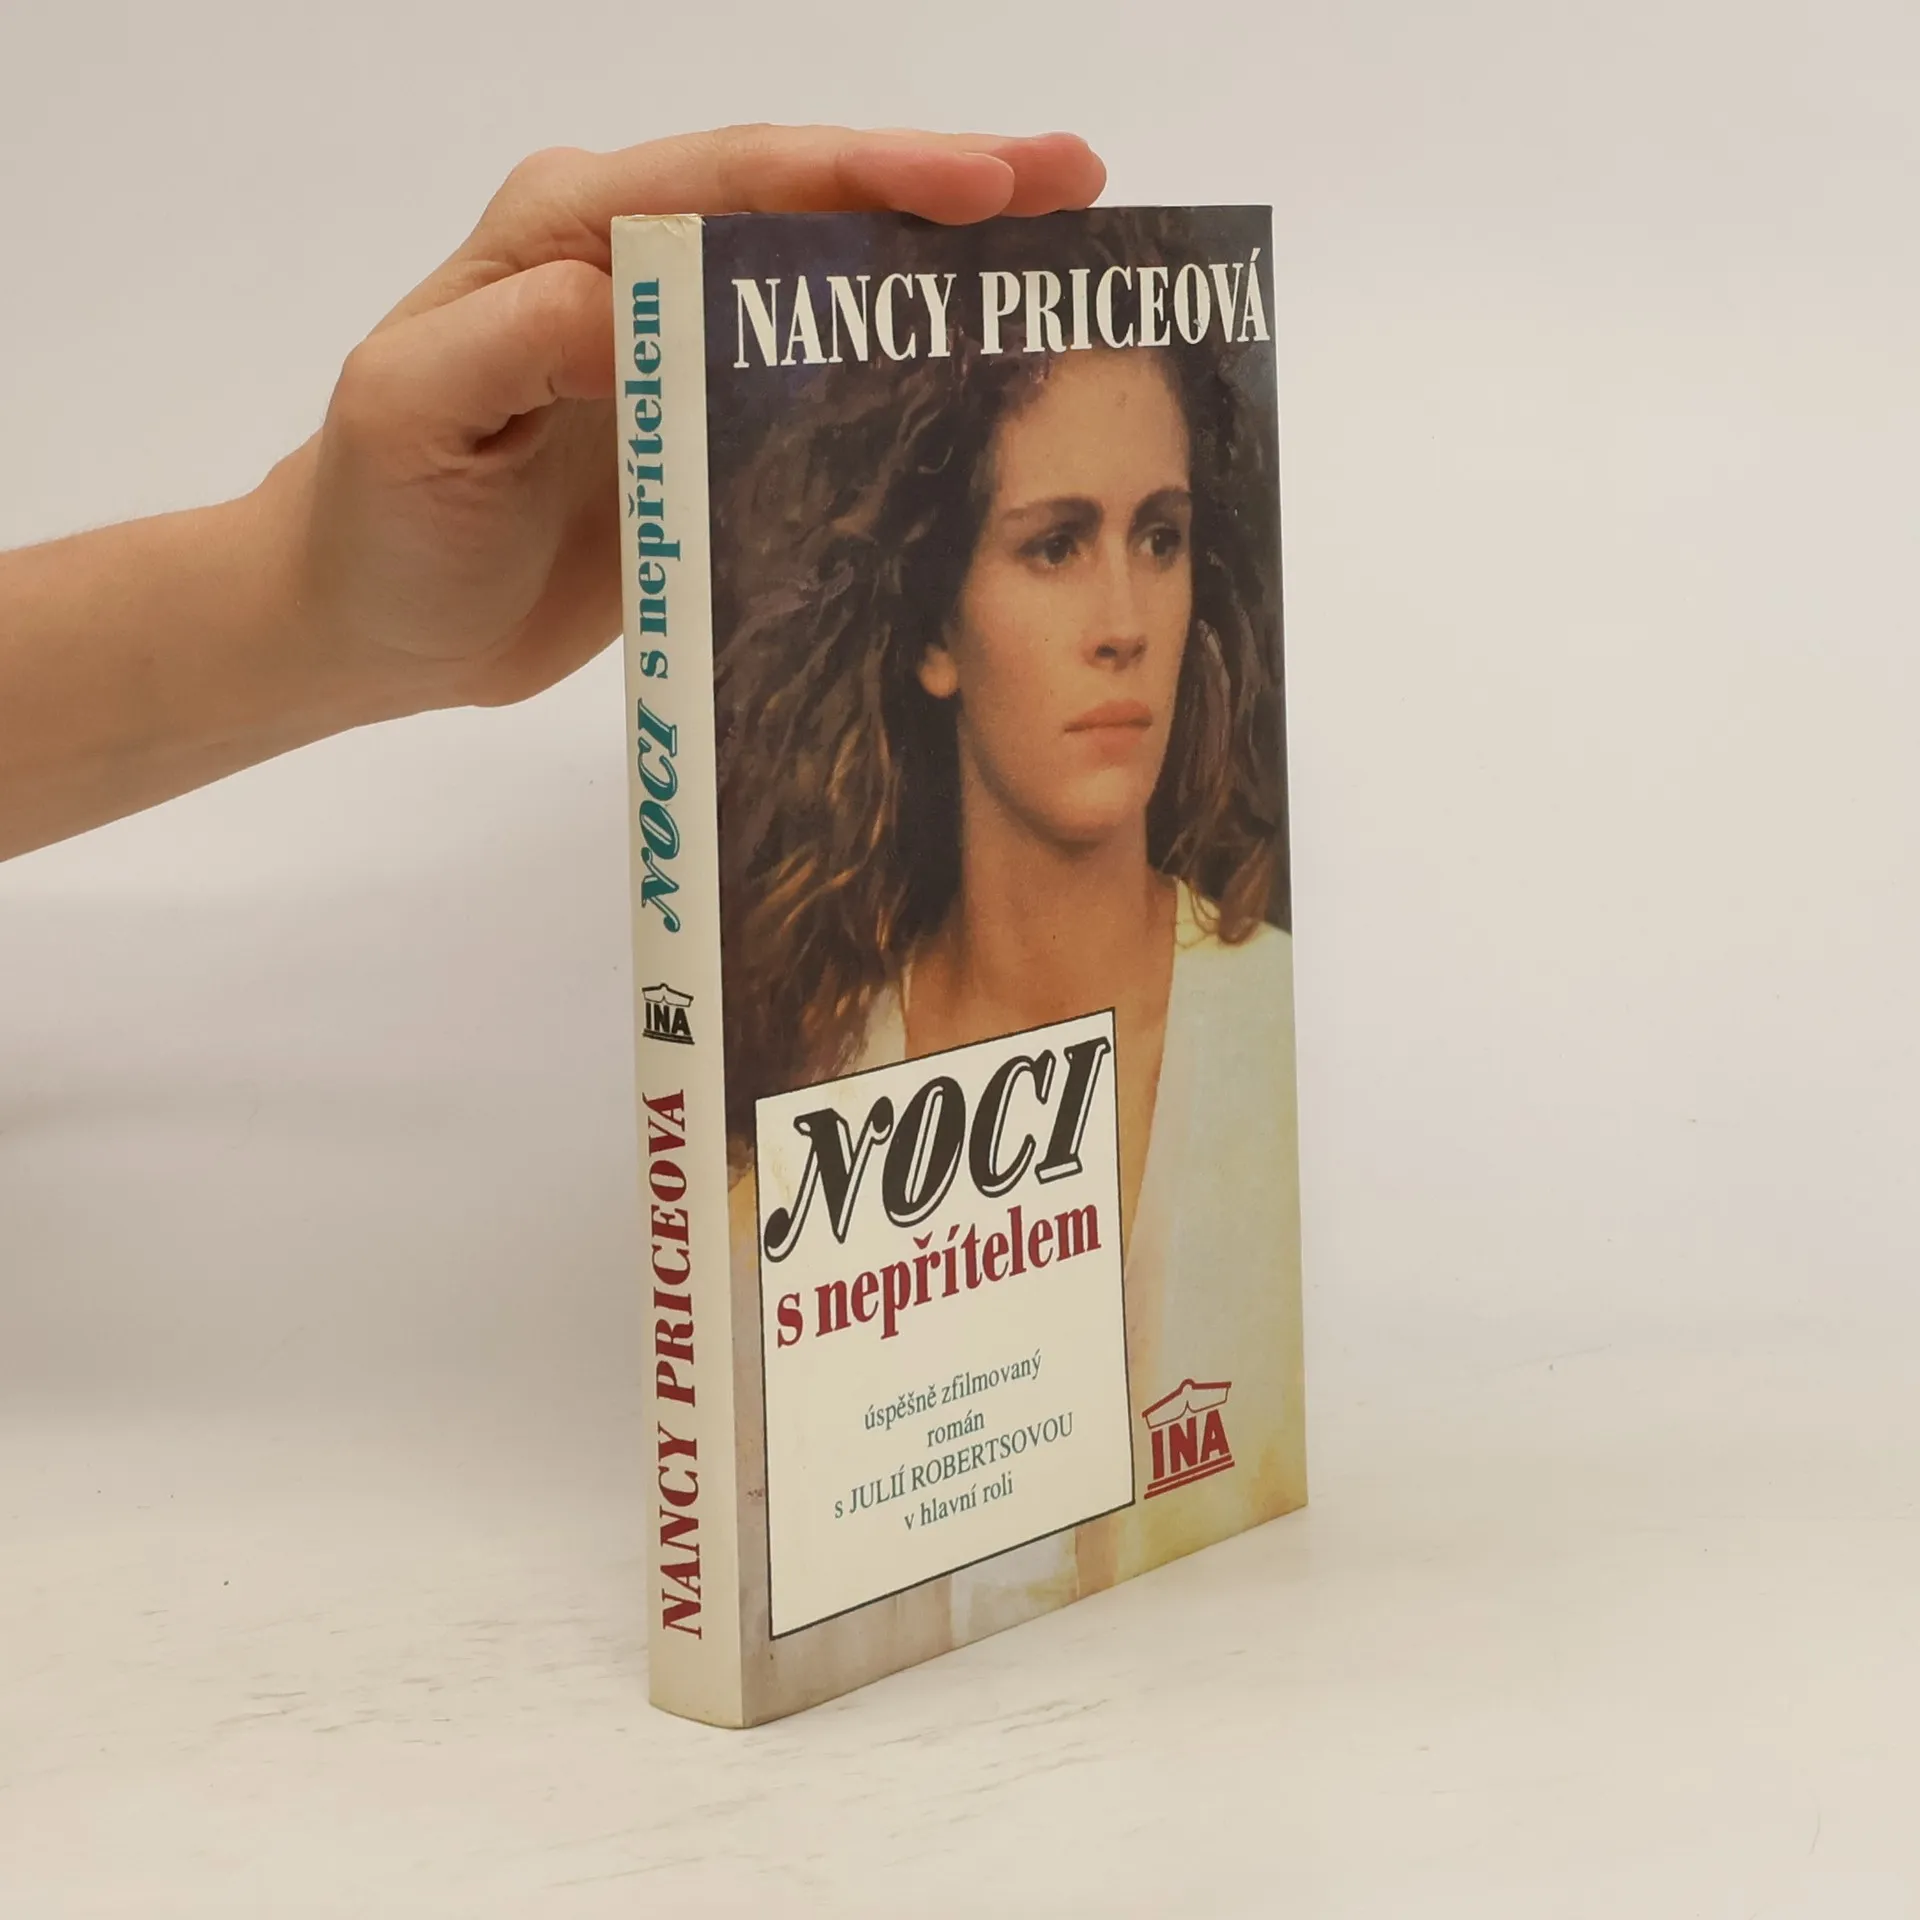 NANCY PRICEOVÁ
NOCI
s nepřítelem
úspěšně zfilmovaný
román
s JULIÍ ROBERTSOVOU
v hlavní roli
INA
NANCY PRICEOVÁ INA NOCI s nepřítelem